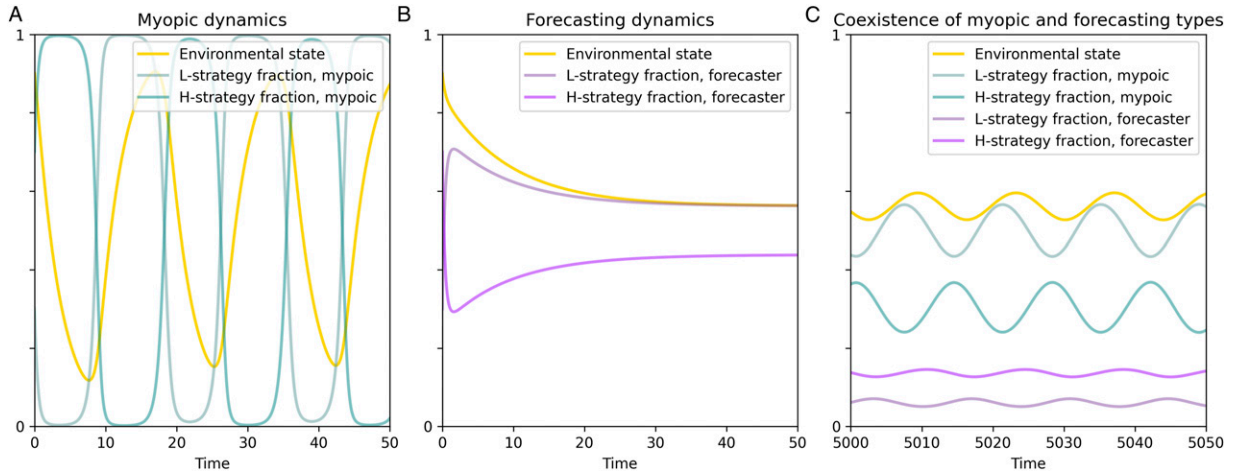 A
Myopic dynamics
1
Environmental state
L-strategy fraction, mypoic
H-strategy fraction, mypoic
0
0 10 20 30 40 50
Time
B
Forecasting dynamics
1
Environmental state
L-strategy fraction, forecaster
H-strategy fraction, forecaster
0
0 10 20 30 40 50
Time
C
Coexistence of myopic and forecasting types
1
Environmental state
L-strategy fraction, mypoic
H-strategy fraction, mypoic
L-strategy fraction, forecaster
H-strategy fraction, forecaster
0
5000 5010 5020 5030 5040 5050
Time